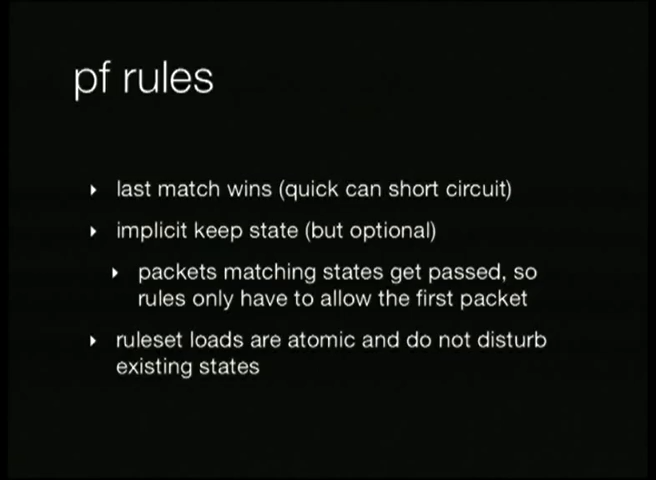 pf rules
last match wins (quick can short circuit)
implicit keep state (but optional)
packets matching states get passed, so
rules only have to allow the first packet
ruleset loads are atomic and do not disturb
existing states